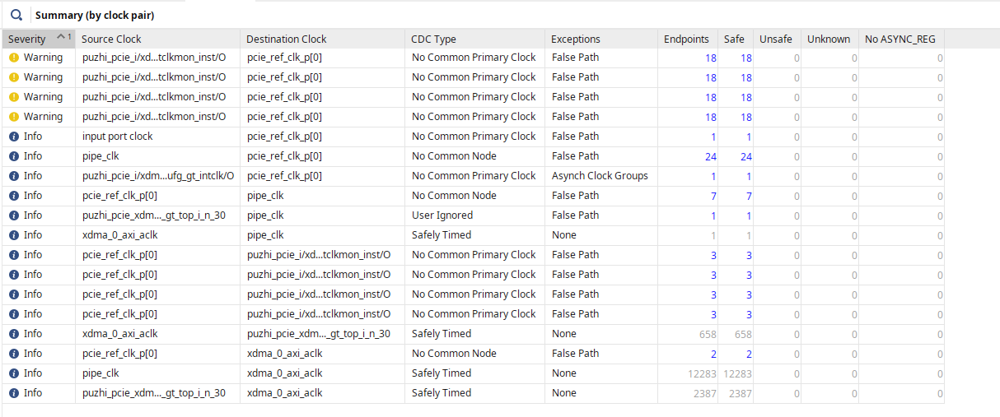 Summary (by clock pair)
Severity 1 Source Clock Destination Clock CDC Type Exceptions Endpoints Safe Unsafe Unknown No ASYNC_REG
Warning puzhi_pcie_i/xd...tclkmon_inst/O pcie_ref_clk_p[0] No Common Primary Clock False Path 18 18 0 0 0
Warning puzhi_pcie_i/xd...tclkmon_inst/O pcie_ref_clk_p[0] No Common Primary Clock False Path 18 18 0 0 0
Warning puzhi_pcie_i/xd...tclkmon_inst/O pcie_ref_clk_p[0] No Common Primary Clock False Path 18 18 0 0 0
Warning puzhi_pcie_i/xd...tclkmon_inst/O pcie_ref_clk_p[0] No Common Primary Clock False Path 18 18 0 0 0
Info input port clock pcie_ref_clk_p[0] No Common Primary Clock False Path 1 1 0 0 0
Info pipe_clk pcie_ref_clk_p[0] No Common Node False Path 24 24 0 0 0
Info puzhi_pcie_i/xdm...ufg_gt_intclk/O pcie_ref_clk_p[0] No Common Primary Clock Asynch Clock Groups 1 1 0 0 0
Info pcie_ref_clk_p[0] pipe_clk No Common Node False Path 7 7 0 0 0
Info puzhi_pcie_xdm..._gt_top_i_n_30 pipe_clk User Ignored False Path 1 1 0 0 0
Info xdma_0_axi_aclk pipe_clk Safely Timed None 1 1 0 0 0
Info pcie_ref_clk_p[0] puzhi_pcie_i/xd...tclkmon_inst/O No Common Primary Clock False Path 3 3 0 0 0
Info pcie_ref_clk_p[0] puzhi_pcie_i/xd...tclkmon_inst/O No Common Primary Clock False Path 3 3 0 0 0
Info pcie_ref_clk_p[0] puzhi_pcie_i/xd...tclkmon_inst/O No Common Primary Clock False Path 3 3 0 0 0
Info pcie_ref_clk_p[0] puzhi_pcie_i/xd...tclkmon_inst/O No Common Primary Clock False Path 3 3 0 0 0
Info xdma_0_axi_aclk puzhi_pcie_xdm..._gt_top_i_n_30 Safely Timed None 658 658 0 0 0
Info pcie_ref_clk_p[0] xdma_0_axi_aclk No Common Node False Path 2 2 0 0 0
Info pipe_clk xdma_0_axi_aclk Safely Timed None 12283 12283 0 0 0
Info puzhi_pcie_xdm..._gt_top_i_n_30 xdma_0_axi_aclk Safely Timed None 2387 2387 0 0 0